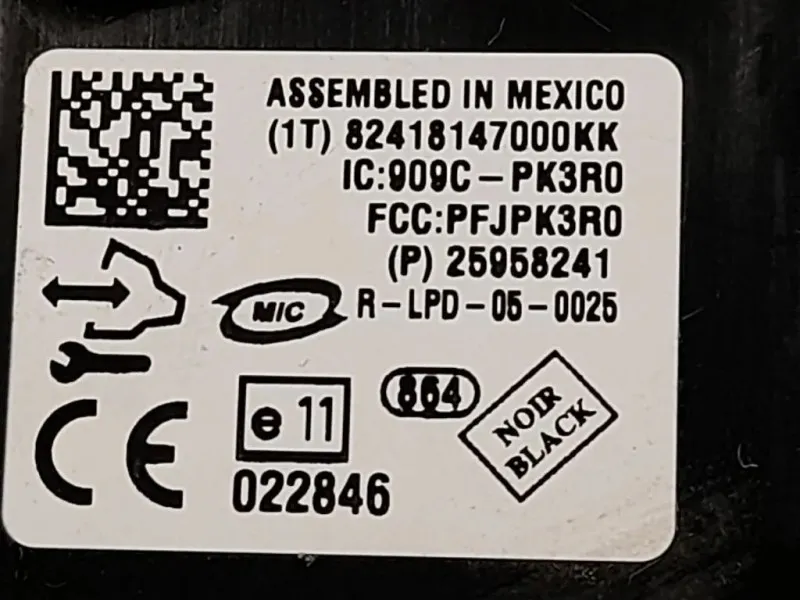 ASSEMBLED IN MEXICO
(1T) 82418147000KK
IC:909C-PK3R0
FCC:PFJPK3R0
(P) 25958241
MIC R-LPD-05-0025
864
NOIR
BLACK
CE
e 11
022846